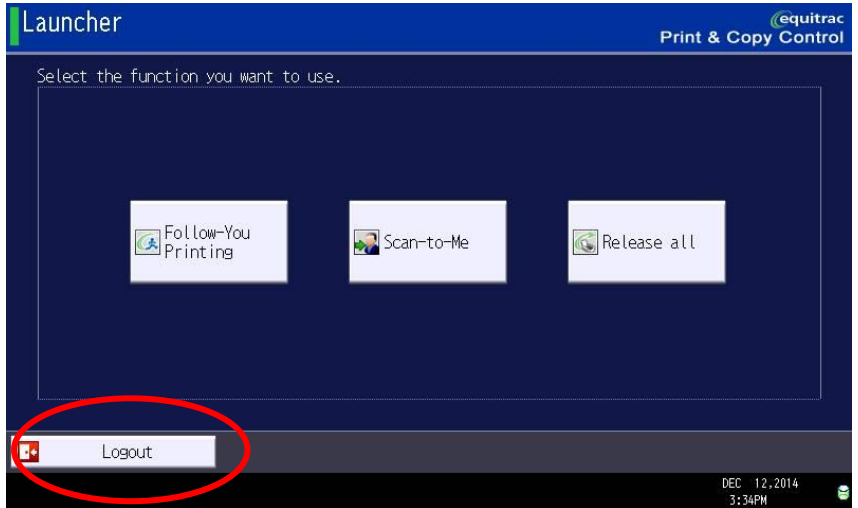 Launcher
equitrac
Print & Copy Control
Select the function you want to use.
Follow-You
Printing
Scan-to-Me
Release all
Logout
DEC 12,2014
3:34PM